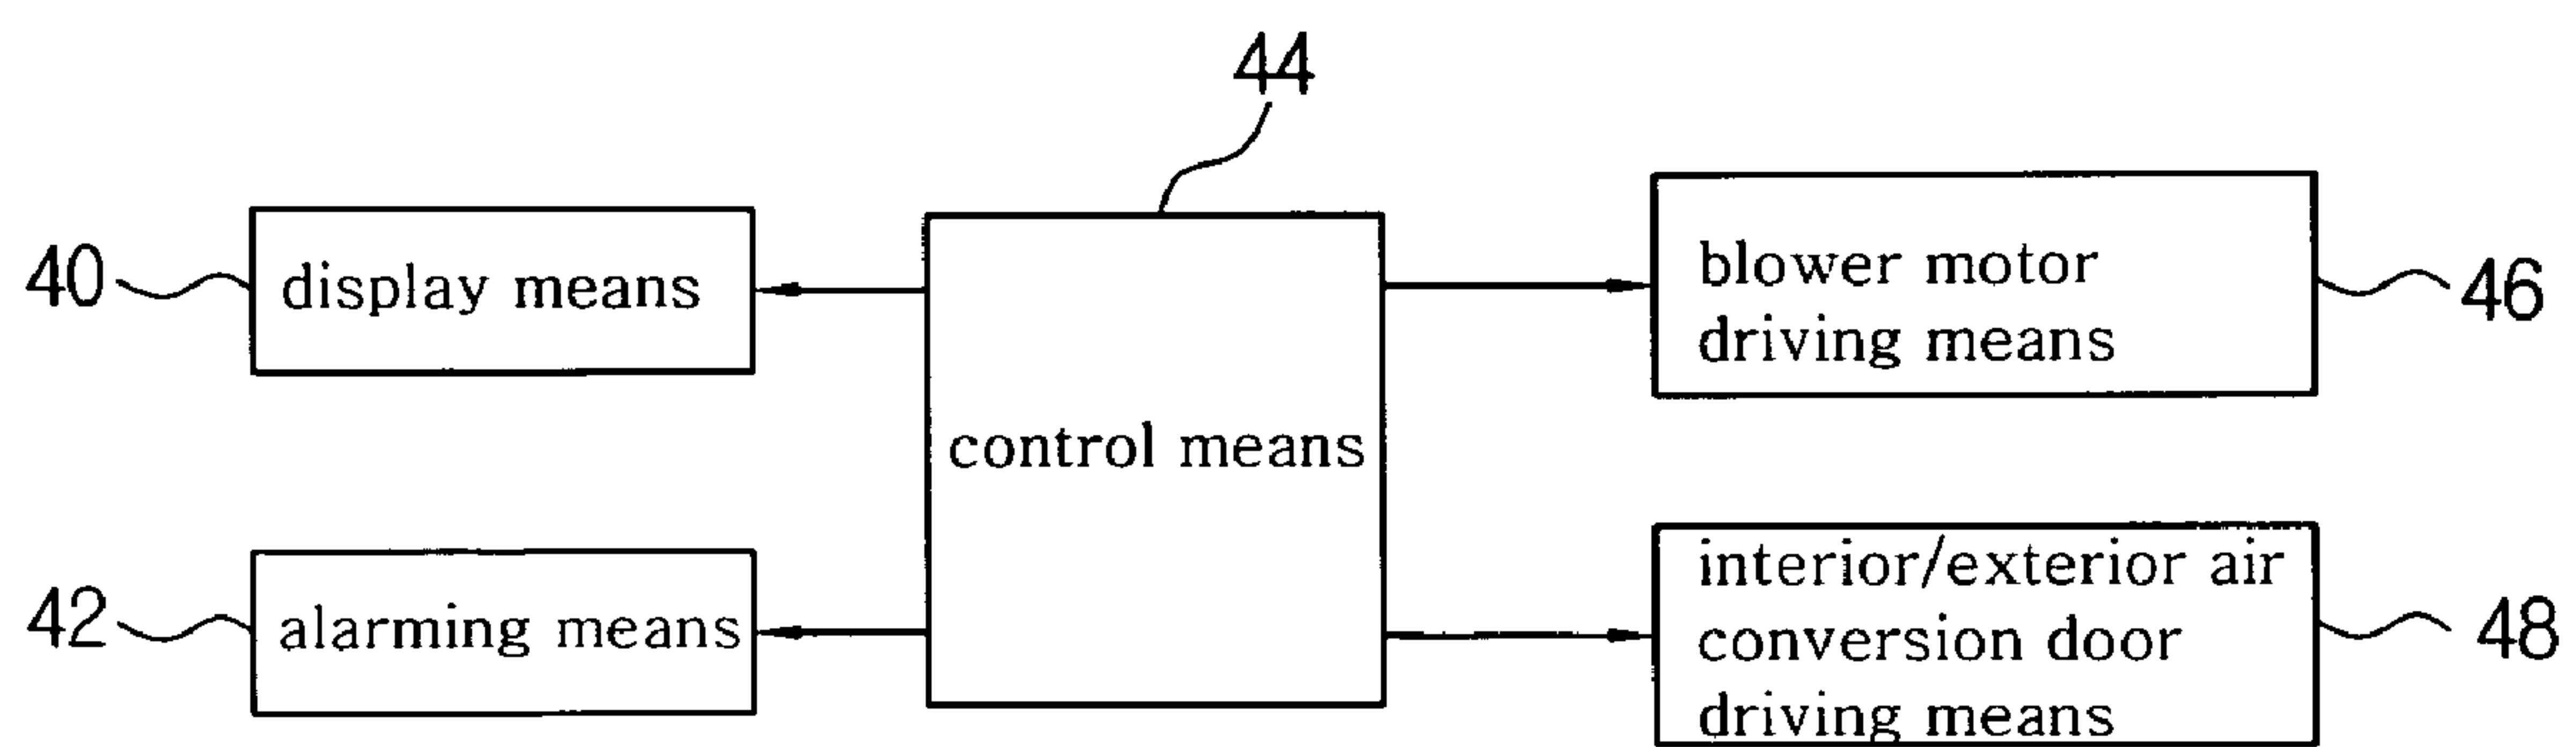 44
40
display means
blower motor
driving means
46
control means
42
alarming means
interior/exterior air
conversion door
driving means
48